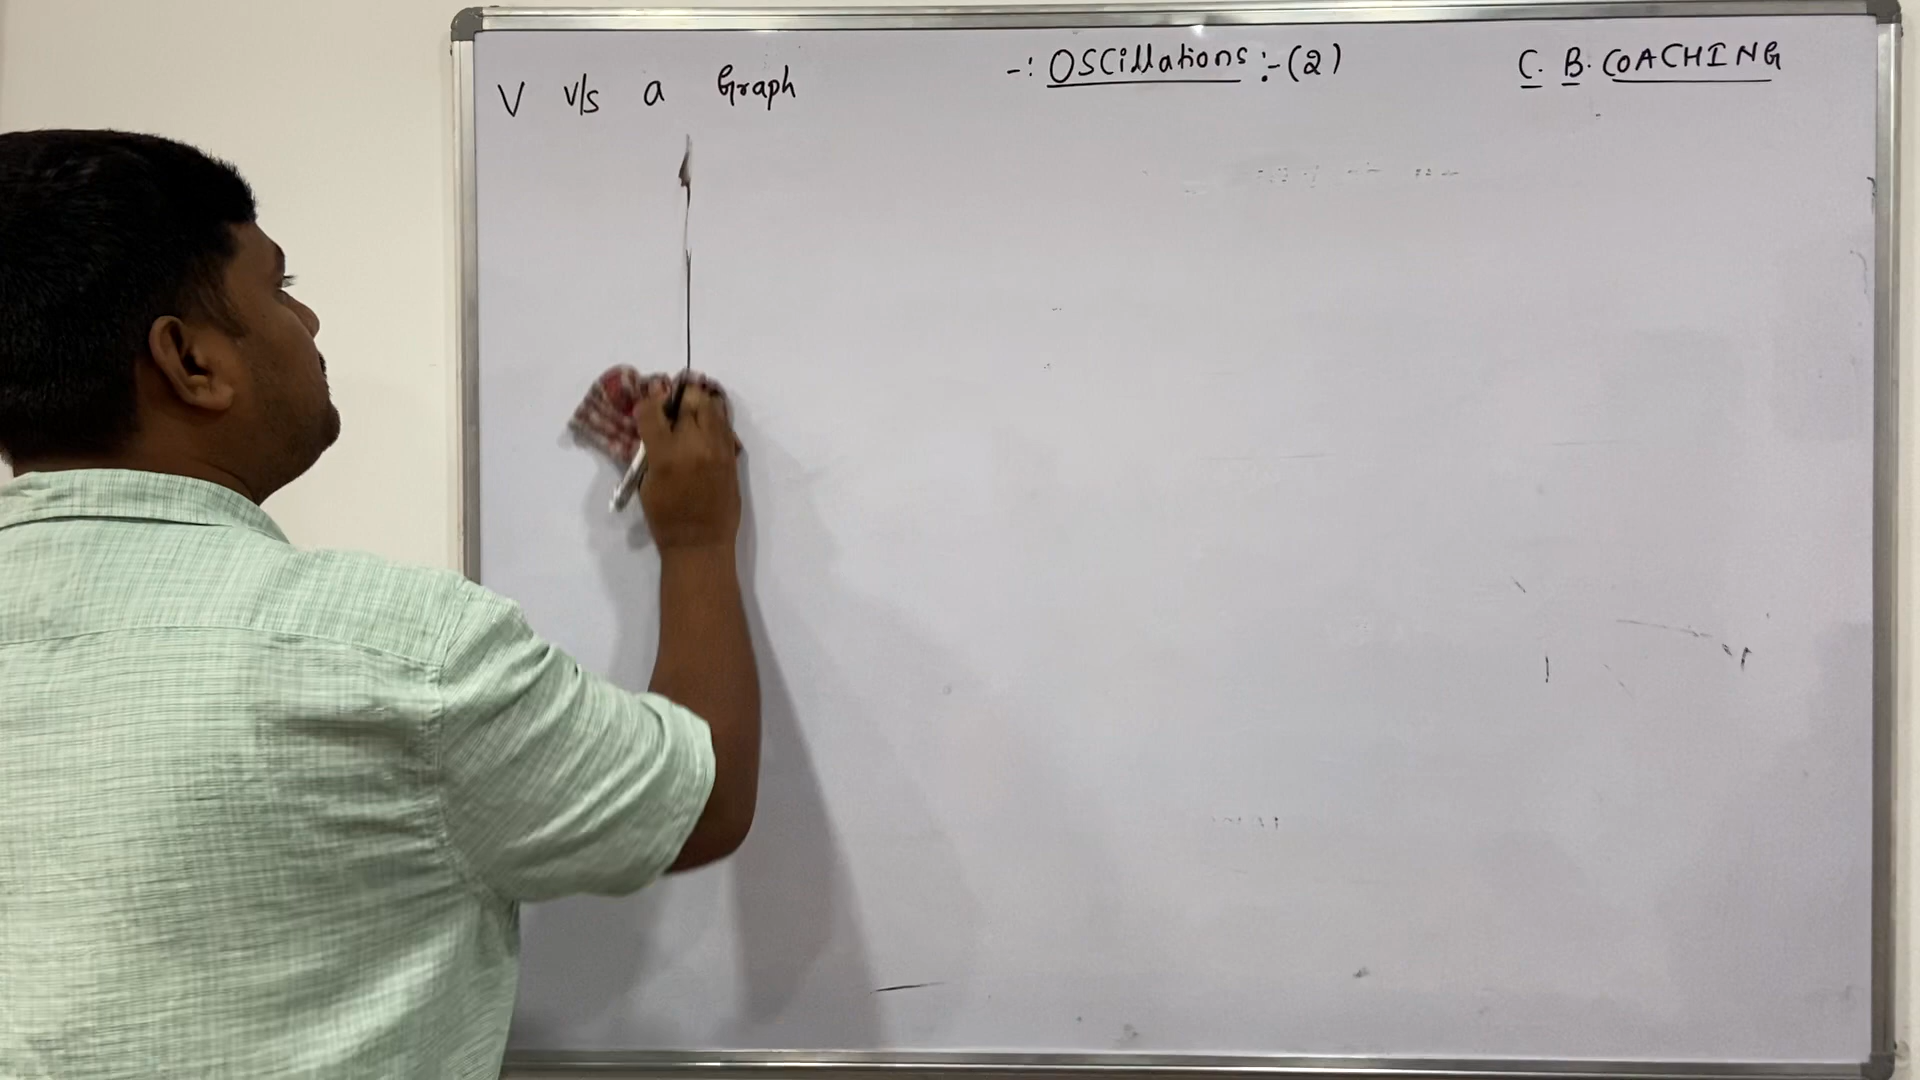 V v/s a Graph
-: Oscillations :- (2)
C. B. COACHING